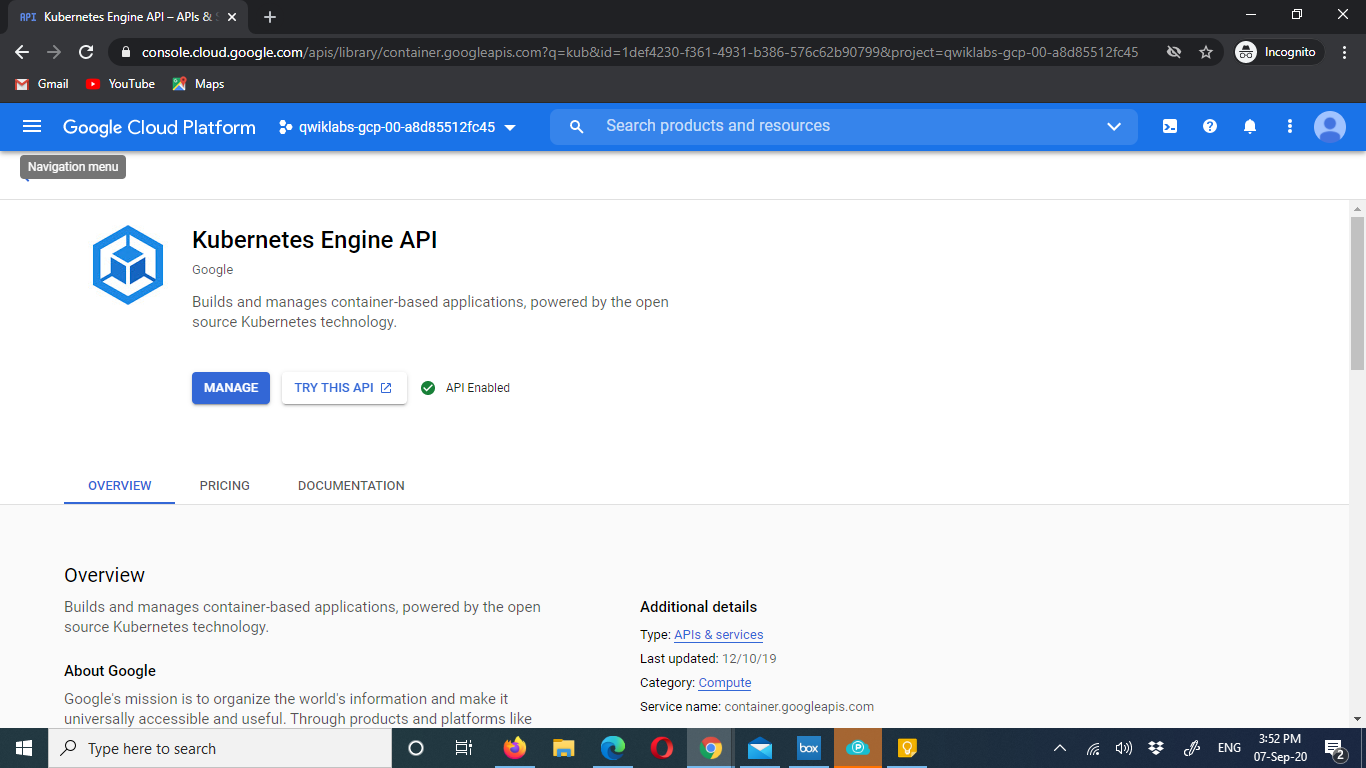 API Kubernetes Engine API – APIs & S
console.cloud.google.com/apis/library/container.googleapis.com?q=kub&id=1def4230-f361-4931-b386-576c62b90799&project=qwiklabs-gcp-00-a8d85512fc45
Incognito
Gmail YouTube Maps
Google Cloud Platform qwiklabs-gcp-00-a8d85512fc45 Search products and resources
Navigation menu
Kubernetes Engine API
Google
Builds and manages container-based applications, powered by the open
source Kubernetes technology.
MANAGE TRY THIS API API Enabled
OVERVIEW PRICING DOCUMENTATION
Overview
Builds and manages container-based applications, powered by the open
source Kubernetes technology.
About Google
Google's mission is to organize the world's information and make it
universally accessible and useful. Through products and platforms like
Additional details
Type: APIs & services
Last updated: 12/10/19
Category: Compute
Service name: container.googleapis.com
Type here to search
box
ENG
3:52 PM
07-Sep-20
2